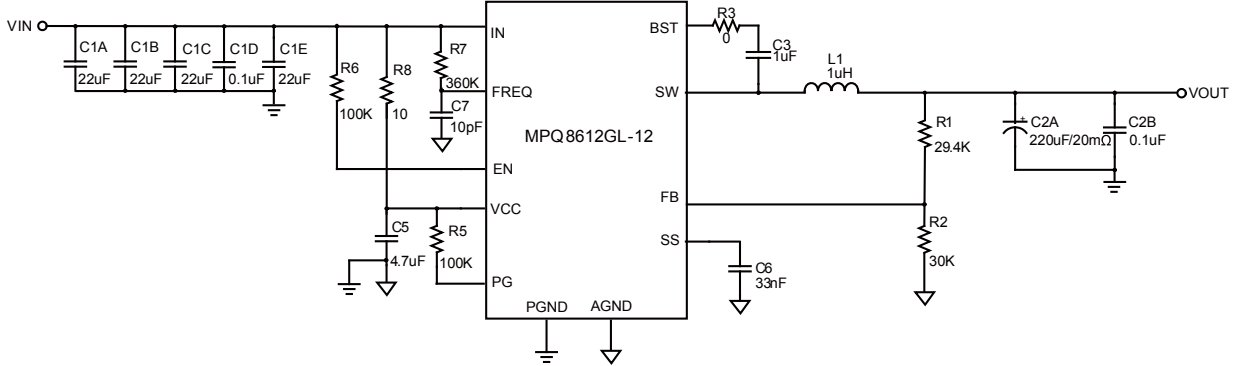 VIN
C1A
22uF
C1B
22uF
C1C
22uF
C1D
0.1uF
C1E
22uF
R6
100K
R8
10
R7
360K
C7
10pF
C5
4.7uF
R5
100K
IN
FREQ
EN
VCC
PG
PGND
AGND
MPQ8612GL-12
BST
SW
FB
SS
R3
0
C3
1uF
L1
1uH
R1
29.4K
R2
30K
C6
33nF
+
C2A
220uF/20mΩ
C2B
0.1uF
VOUT